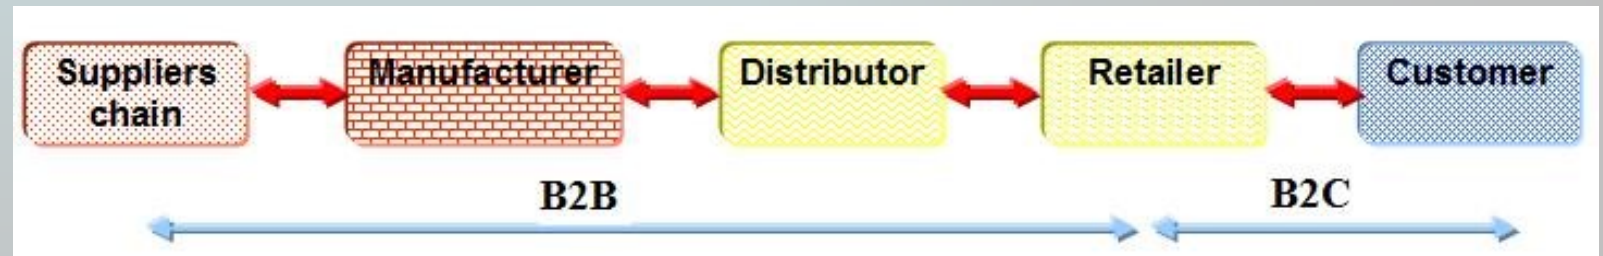 Suppliers
chain
Manufacturer
Distributor
Retailer
Customer
B2B
B2C